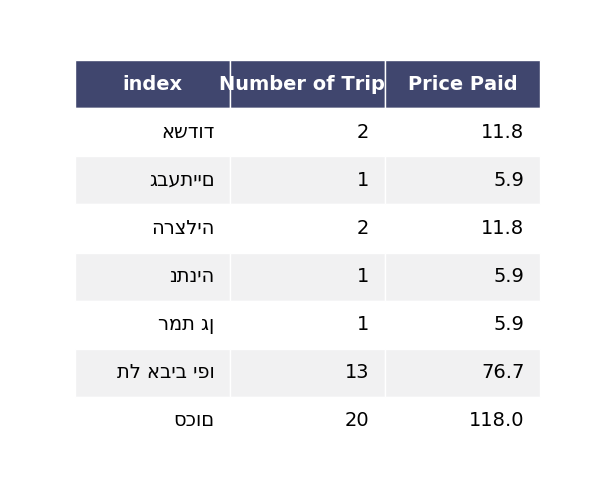 index Number of Trip Price Paid
אשדוד 2 11.8
גבעתיים 1 5.9
הרצליה 2 11.8
נתניה 1 5.9
רמת גן 1 5.9
תל אביב יפו 13 76.7
סכום 20 118.0